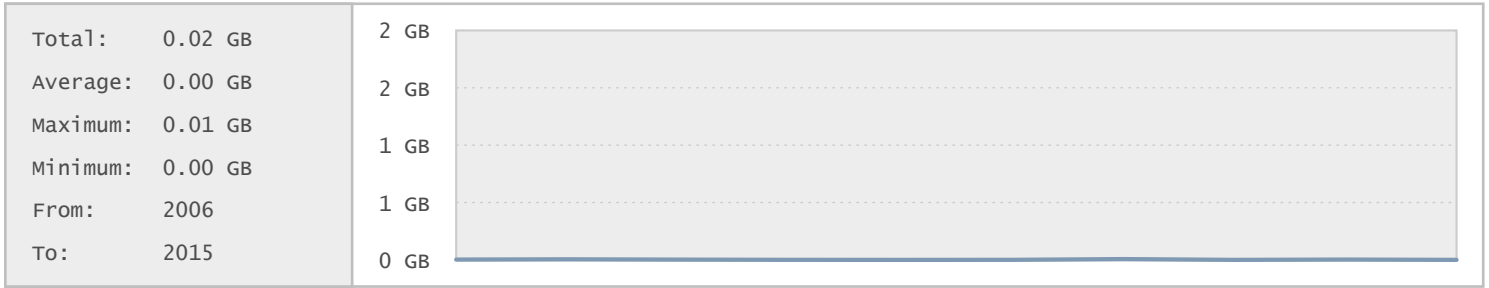 Total: 0.02 GB
Average: 0.00 GB
Maximum: 0.01 GB
Minimum: 0.00 GB
From: 2006
To: 2015
2 GB
2 GB
1 GB
1 GB
0 GB